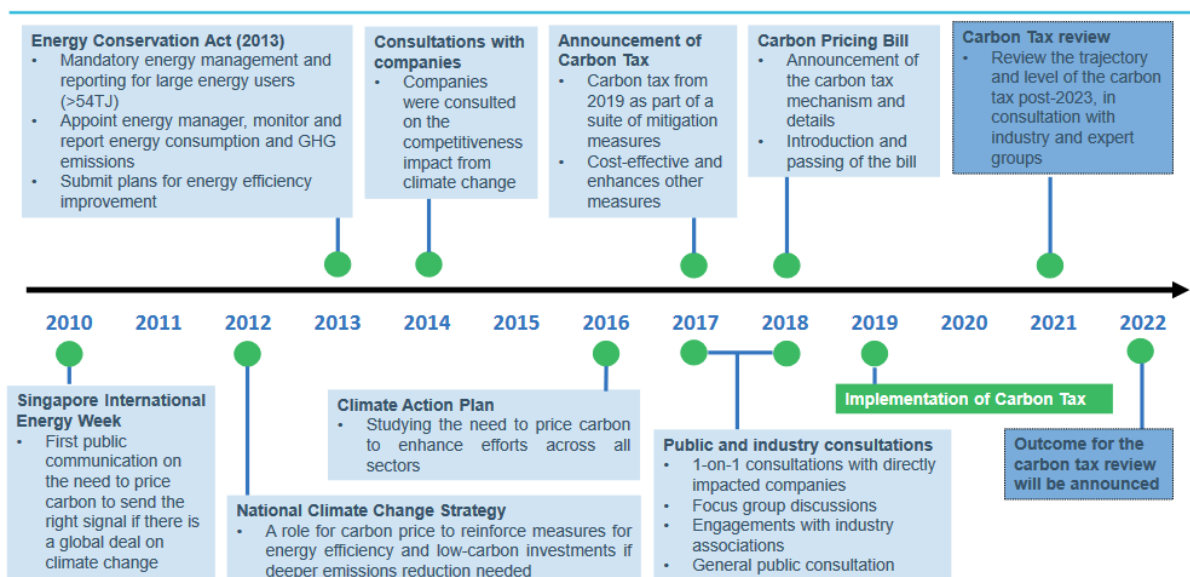 Energy Conservation Act (2013)
• Mandatory energy management and
reporting for large energy users
(>54TJ)
• Appoint energy manager, monitor and
report energy consumption and GHG
emissions
• Submit plans for energy efficiency
improvement
Consultations with
companies
• Companies
were consulted
on the
competitiveness
impact from
climate change
Announcement of
Carbon Tax
• Carbon tax from
2019 as part of a
suite of mitigation
measures
• Cost-effective and
enhances other
measures
Carbon Pricing Bill
• Announcement of
the carbon tax
mechanism and
details
• Introduction and
passing of the bill
Carbon Tax review
• Review the trajectory
and level of the carbon
tax post-2023, in
consultation with
industry and expert
groups
2010 2011 2012 2013 2014 2015 2016 2017 2018 2019 2020 2021 2022
Singapore International
Energy Week
• First public
communication on
the need to price
carbon to send the
right signal if there is
a global deal on
climate change
National Climate Change Strategy
• A role for carbon price to reinforce measures for
energy efficiency and low-carbon investments if
deeper emissions reduction needed
Climate Action Plan
• Studying the need to price carbon
to enhance efforts across all
sectors
Public and industry consultations
• 1-on-1 consultations with directly
impacted companies
• Focus group discussions
• Engagements with industry
associations
• General public consultation
Implementation of Carbon Tax
Outcome for the
carbon tax review
will be announced